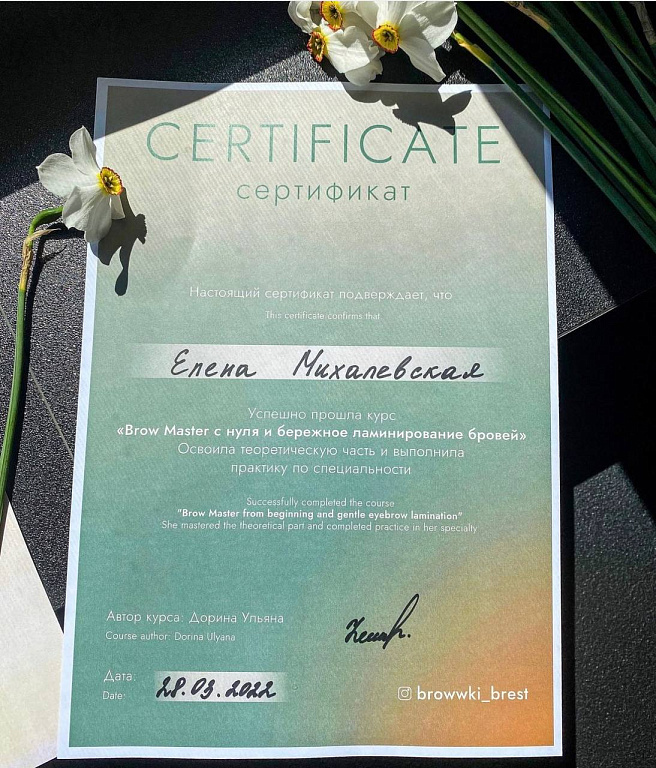 CERTIFICATE
сертификат
Настоящий сертификат подтверждает, что
This certificate confirms that
Елена Михалевская
Успешно прошла курс
«Brow Master с нуля и бережное ламинирование бровей»
Освоила теоретическую часть и выполнила
практику по специальности
Successfully completed the course
"Brow Master from beginning and gentle eyebrow lamination"
She mastered the theoretical part and completed practice in her specialty
Автор курса: Дорина Ульяна
Course author: Dorina Ulyana
Дата:
Date:
28.03.2022
browwki_brest